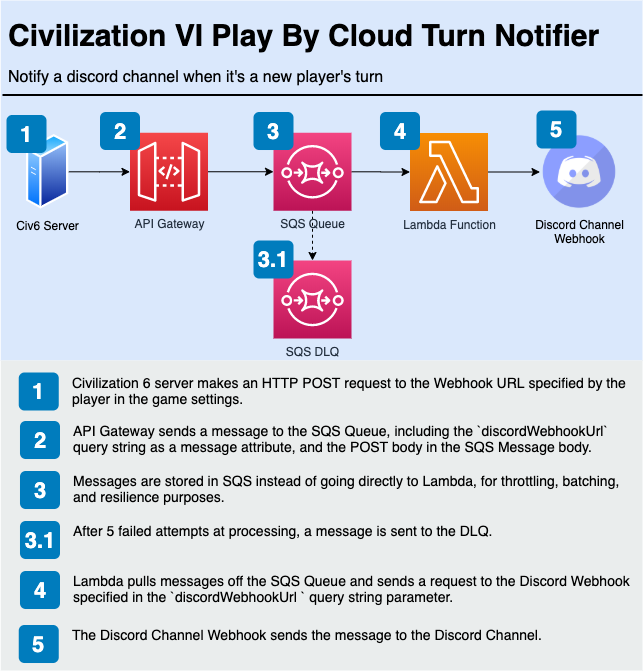 Civilization VI Play By Cloud Turn Notifier
Notify a discord channel when it's a new player's turn
1
2
3
4
5
Civ6 Server
API Gateway
SQS Queue
Lambda Function
Discord Channel
Webhook
3.1
SQS DLQ
1
Civilization 6 server makes an HTTP POST request to the Webhook URL specified by the
player in the game settings.
2
API Gateway sends a message to the SQS Queue, including the `discordWebhookUrl`
query string as a message attribute, and the POST body in the SQS Message body.
3
Messages are stored in SQS instead of going directly to Lambda, for throttling, batching,
and resilience purposes.
3.1
After 5 failed attempts at processing, a message is sent to the DLQ.
4
Lambda pulls messages off the SQS Queue and sends a request to the Discord Webhook
specified in the `discordWebhookUrl ` query string parameter.
5
The Discord Channel Webhook sends the message to the Discord Channel.